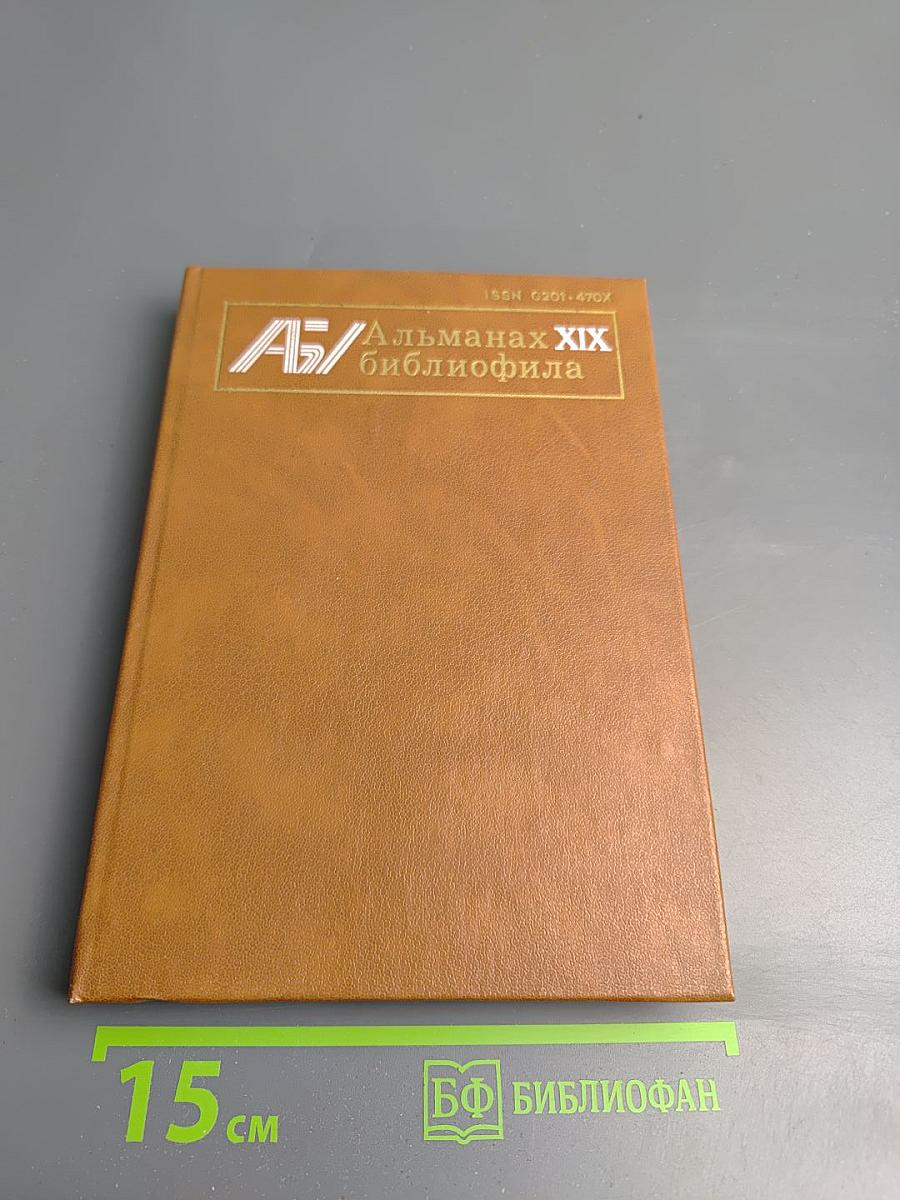 ISSN 0201-470X
АБ Альманах XIX
библиофила
15 см
БФ БИБЛИОФАН